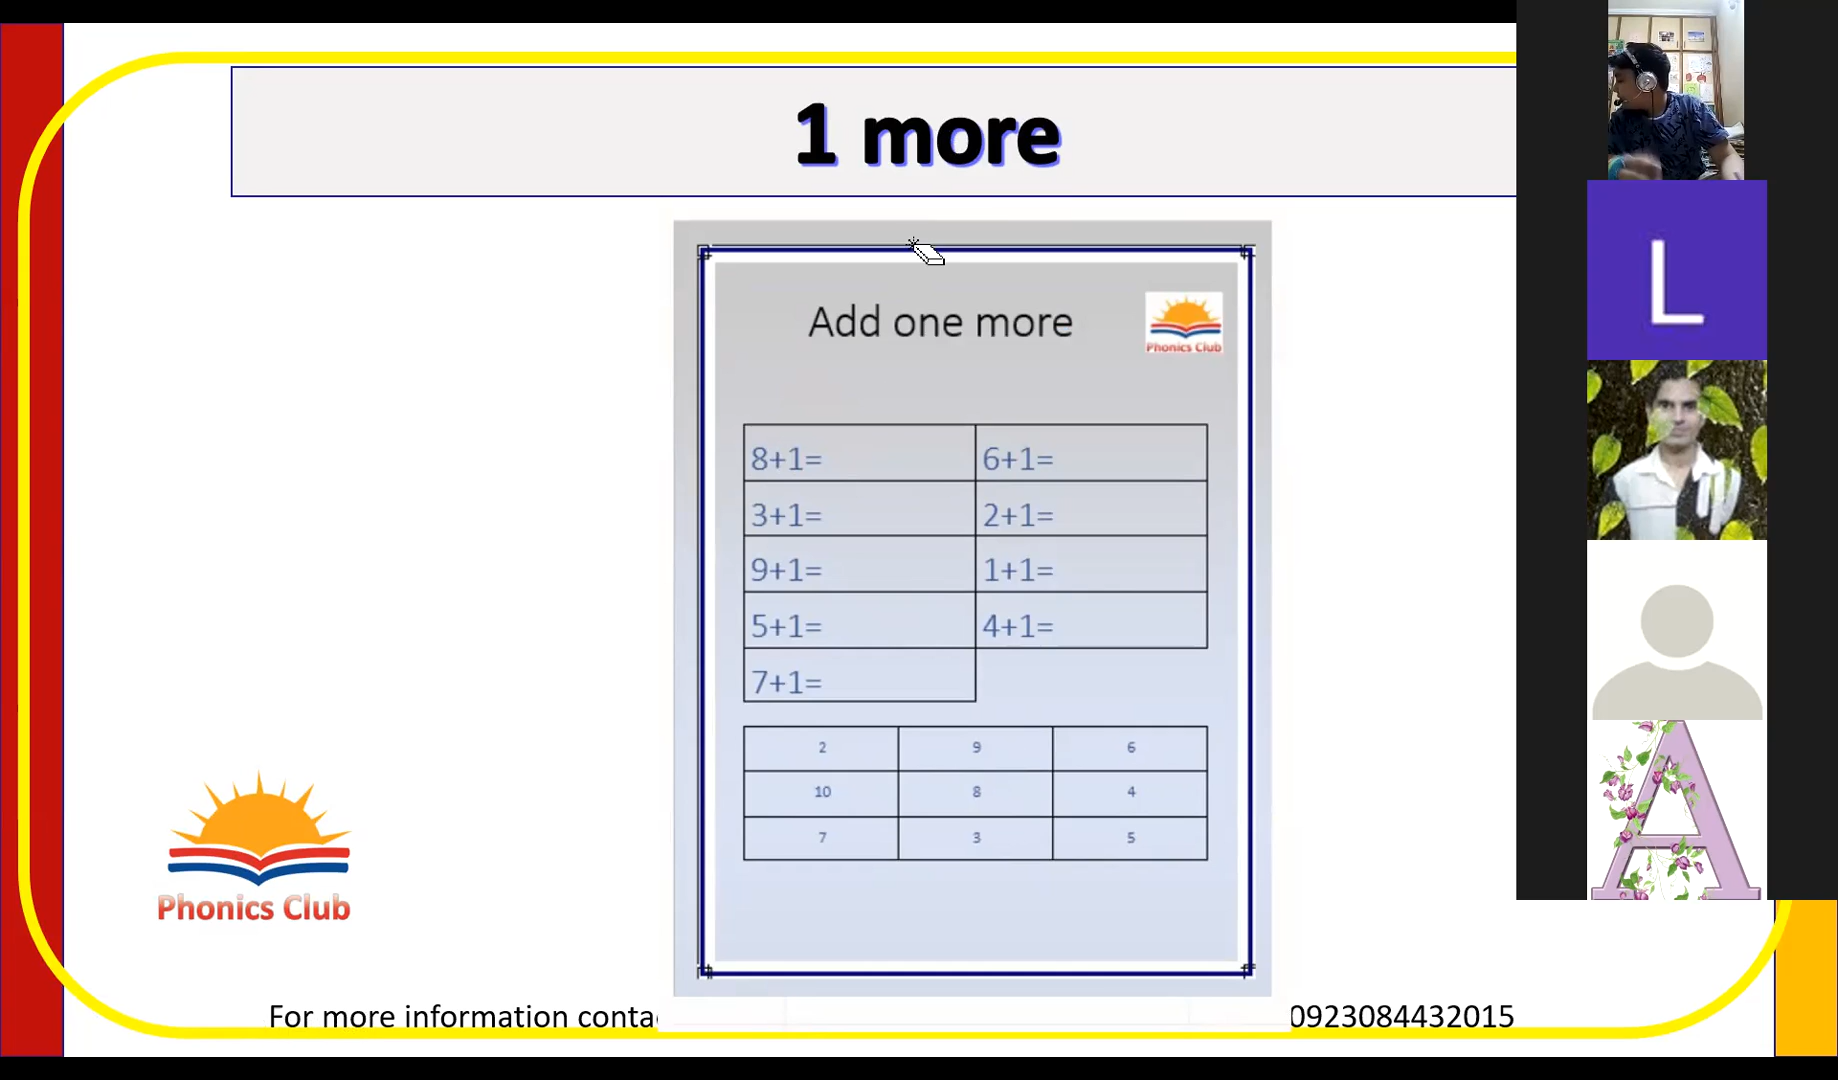 1 more
Add one more
Phonics Club
8+1= 6+1=
3+1= 2+1=
9+1= 1+1=
5+1= 4+1=
7+1=
2 9 6
10 8 4
7 3 5
Phonics Club
For more information 0923084432015
L
A